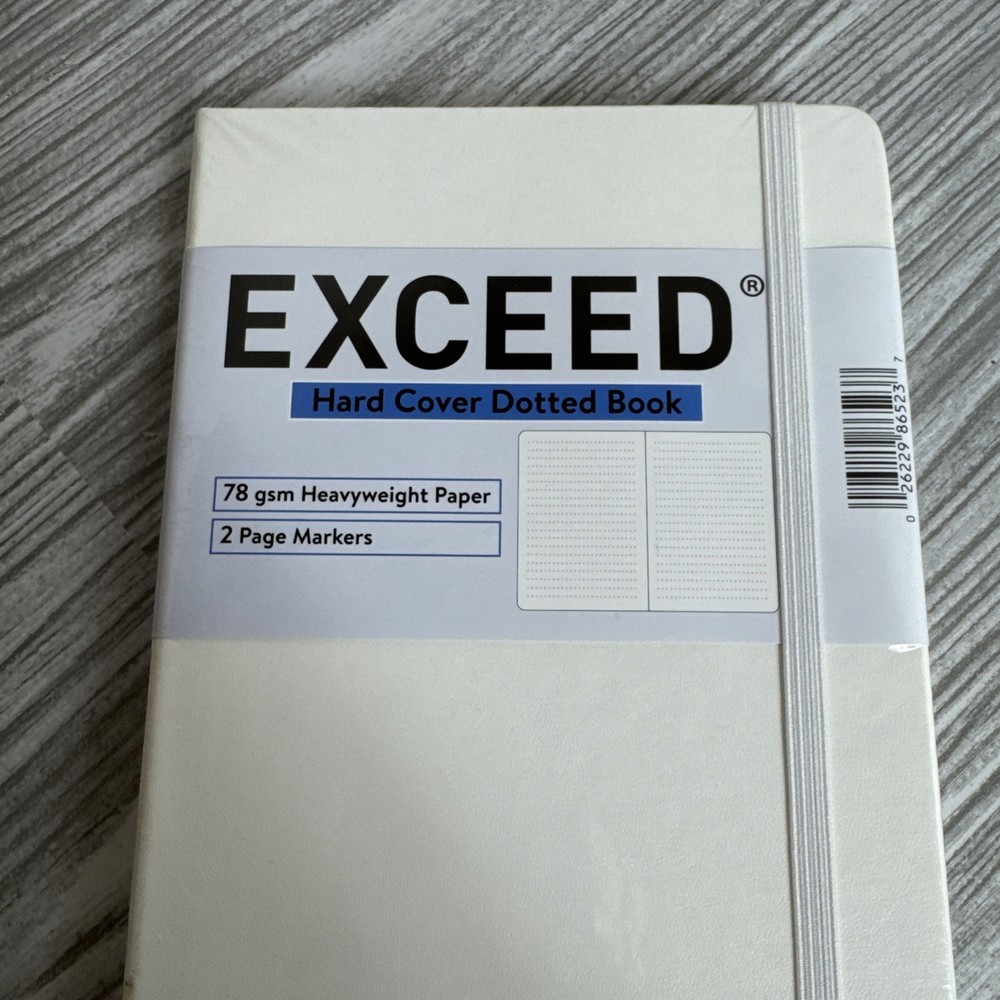 EXCEED®
Hard Cover Dotted Book
78 gsm Heavyweight Paper
2 Page Markers
0 26229 86523 7